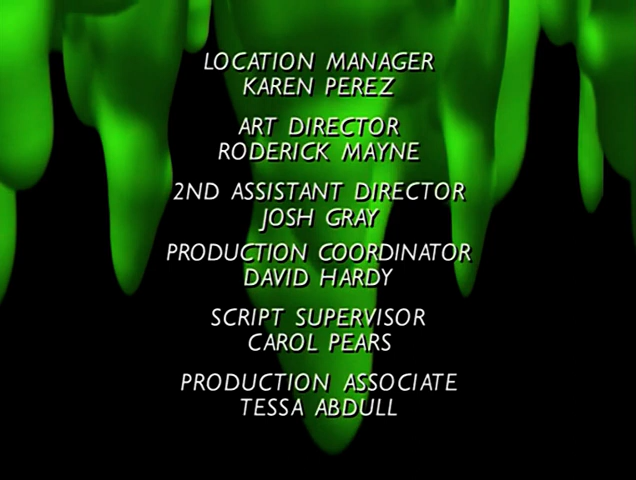 LOCATION MANAGER
KAREN PEREZ
ART DIRECTOR
RODERICK MAYNE
2ND ASSISTANT DIRECTOR
JOSH GRAY
PRODUCTION COORDINATOR
DAVID HARDY
SCRIPT SUPERVISOR
CAROL PEARS
PRODUCTION ASSOCIATE
TESSA ABDULL